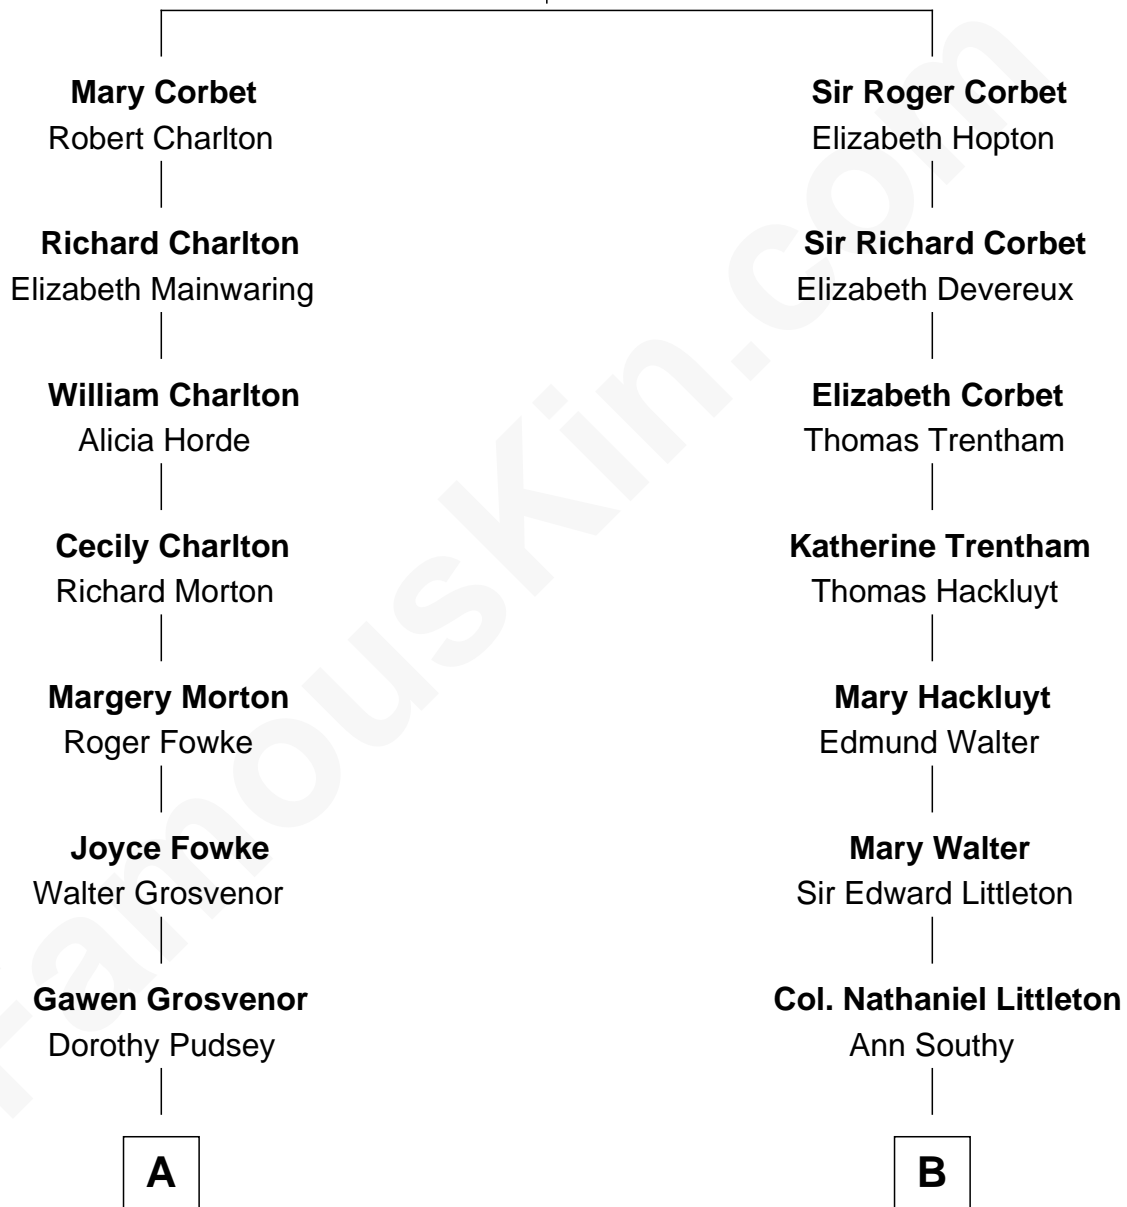 Mary Corbet
Robert Charlton
Richard Charlton
Elizabeth Mainwaring
William Charlton
Alicia Horde
Cecily Charlton
Richard Morton
Margery Morton
Roger Fowke
Joyce Fowke
Walter Grosvenor
Gawen Grosvenor
Dorothy Pudsey
A
Sir Roger Corbet
Elizabeth Hopton
Sir Richard Corbet
Elizabeth Devereux
Elizabeth Corbet
Thomas Trentham
Katherine Trentham
Thomas Hackluyt
Mary Hackluyt
Edmund Walter
Mary Walter
Sir Edward Littleton
Col. Nathaniel Littleton
Ann Southy
B
FamousKin.com